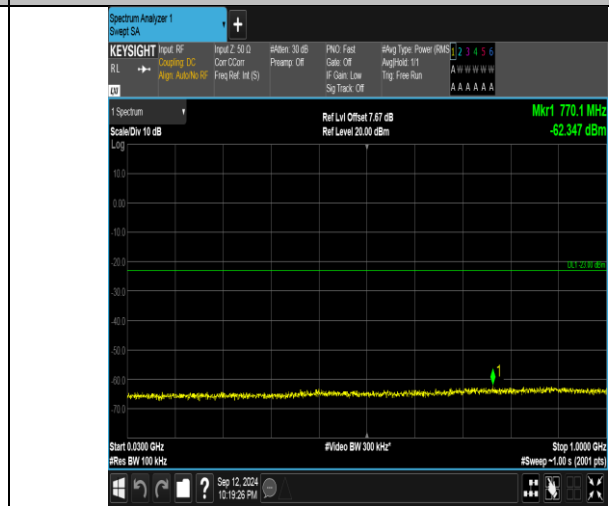 Spectrum Analyzer 1
Swept SA
+
KEYSIGHT Input: RF Input Z: 50 Ω #Atten: 30 dB PNO: Fast #Avg Type: Power (RMS 1 2 3 4 5 6
RL Coupling: DC Corr CCorr Preamp: Off Gate: Off Avg|Hold: 1/1 A W W W W W
Align: Auto/No RF Freq Ref: Int (S) IF Gain: Low Trig: Free Run
Sig Track: Off A A A A A A
LXI
1 Spectrum Ref Lvl Offset 7.67 dB Mkr1 770.1 MHz
Scale/Div 10 dB Ref Level 20.00 dBm -62.347 dBm
Log
10.0
0.00
-10.0
-20.0 DL1 -23.00 dBm
-30.0
-40.0
-50.0
-60.0 1
-70.0
Start 0.0300 GHz #Video BW 300 kHz* Stop 1.0000 GHz
#Res BW 100 kHz #Sweep ~1.00 s (2001 pts)
? Sep 12, 2024
10:19:26 PM